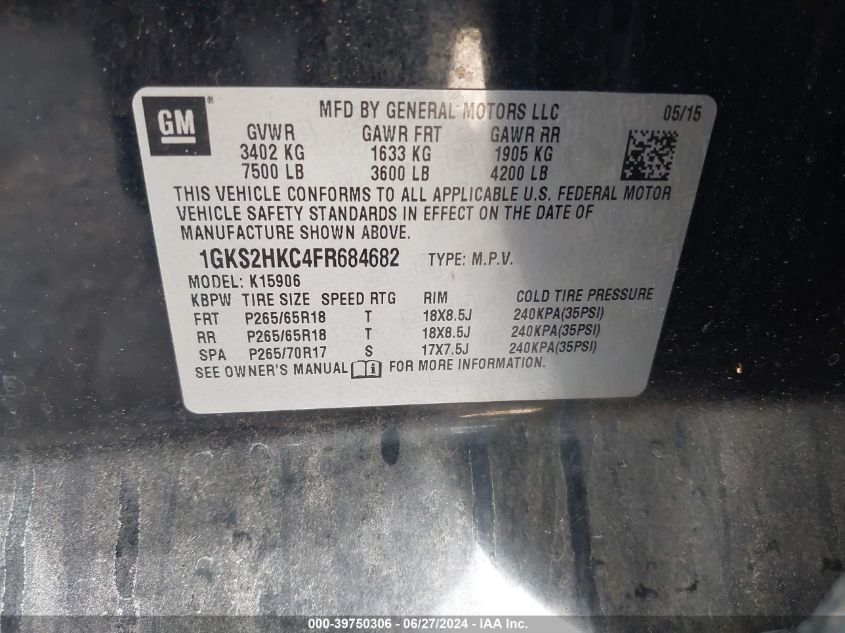 GM ®
MFD BY GENERAL MOTORS LLC 05/15
GVWR GAWR FRT GAWR RR
3402 KG 1633 KG 1905 KG
7500 LB 3600 LB 4200 LB
THIS VEHICLE CONFORMS TO ALL APPLICABLE U.S. FEDERAL MOTOR
VEHICLE SAFETY STANDARDS IN EFFECT ON THE DATE OF
MANUFACTURE SHOWN ABOVE.
1GKS2HKC4FR684682 TYPE: M.P.V.
MODEL: K15906
KBPW TIRE SIZE SPEED RTG RIM COLD TIRE PRESSURE
FRT P265/65R18 T 18X8.5J 240KPA(35PSI)
RR P265/65R18 T 18X8.5J 240KPA(35PSI)
SPA P265/70R17 S 17X7.5J 240KPA(35PSI)
SEE OWNER'S MANUAL FOR MORE INFORMATION.
000-39750306 - 06/27/2024 - IAA Inc.